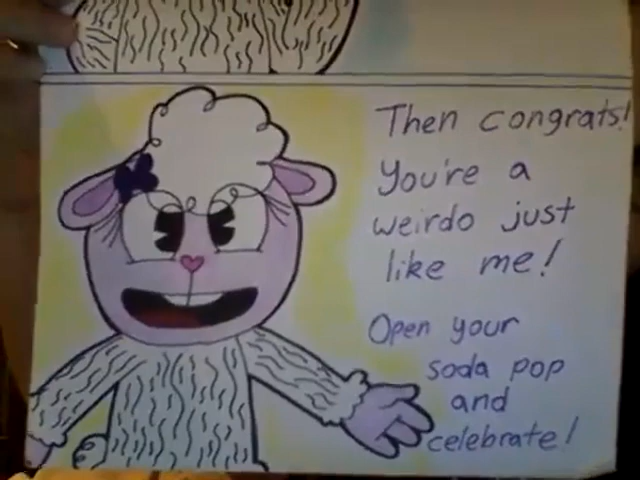 Then congrats!
You're a
weirdo just
like me!
Open your
soda pop
and
celebrate!